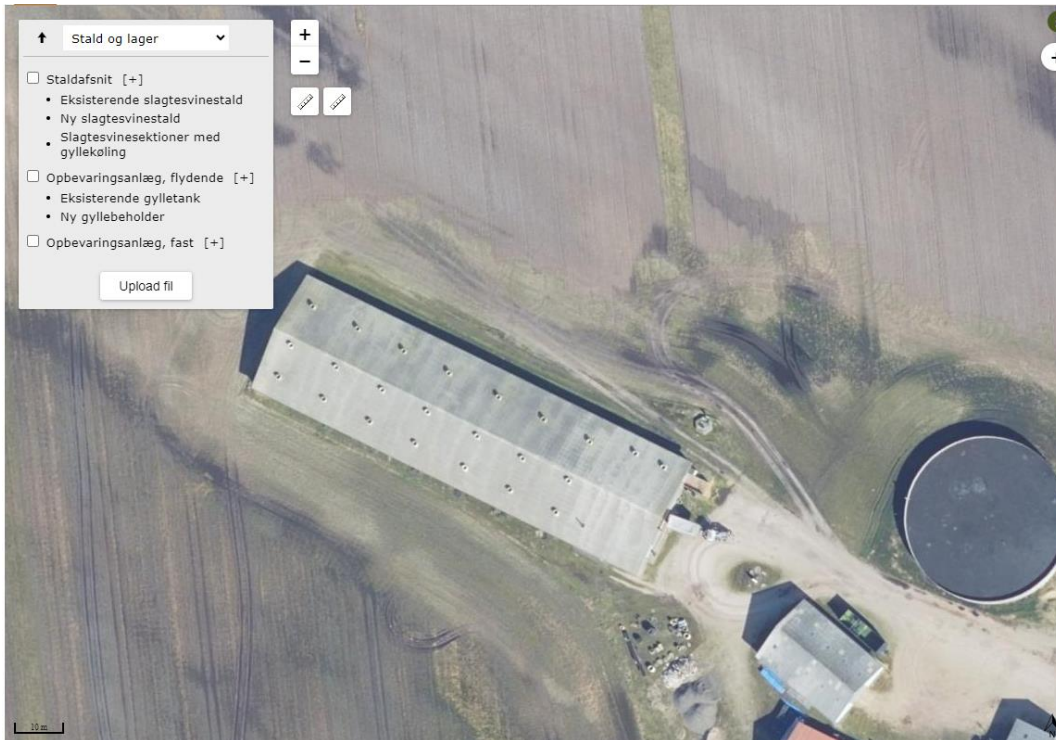 Stald og lager
+
−
Staldafsnit [+]
• Eksisterende slagtesvinestald
• Ny slagtesvinestald
• Slagtesvinesektioner med
gyllekøling
Opbevaringsanlæg, flydende [+]
• Eksisterende gylletank
• Ny gyllebeholder
Opbevaringsanlæg, fast [+]
Upload fil
10 m